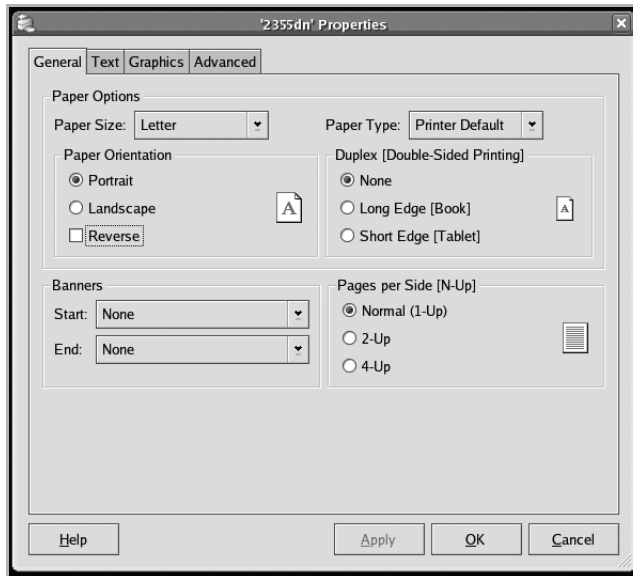 '2355dn' Properties
General Text Graphics Advanced
Paper Options
Paper Size: Letter
Paper Type: Printer Default
Paper Orientation
Portrait
Landscape
Reverse
A
Duplex [Double-Sided Printing]
None
Long Edge [Book]
Short Edge [Tablet]
A
Banners
Start: None
End: None
Pages per Side [N-Up]
Normal (1-Up)
2-Up
4-Up
Help Apply OK Cancel